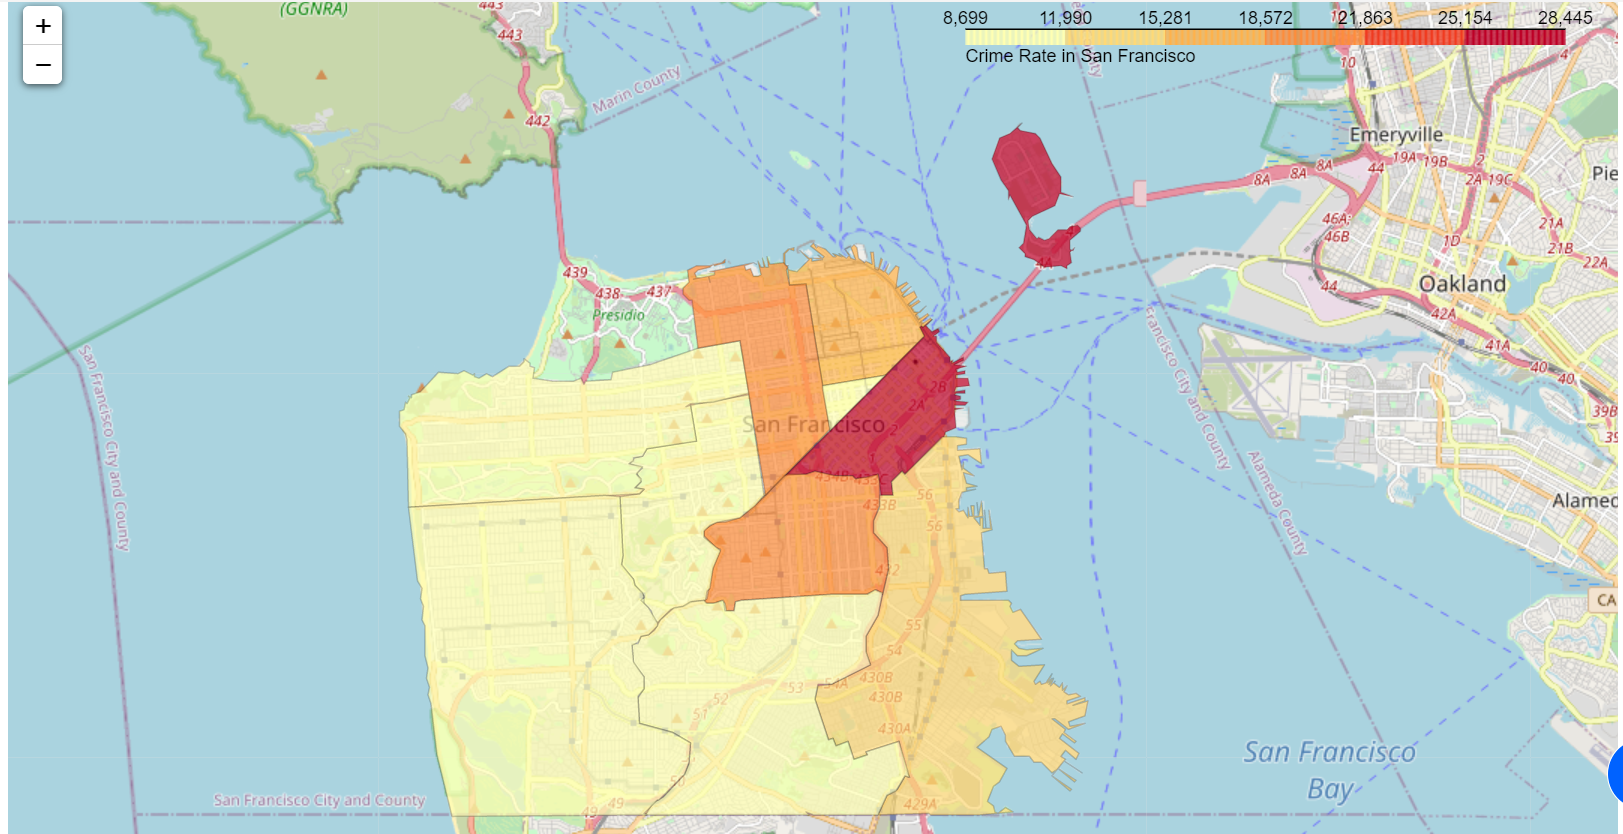 +
−
(GGNRA)
443
443
442
Marin County
8,699 11,990 15,281 18,572 21,863 25,154 28,445
Crime Rate in San Francisco
10
4
Emeryville
19A 19B
2
44
8A 8A 8A
2A 19C
Pie
46A;
46B
21A
1D
21B
22A
4A
439
438
437
Presidio
44
Oakland
42A
41A
40
40
39B
San Francisco City and County
Francisco City and County
2B
2A
San Francisco
2
1
434B
433C
433B
56
56
Alameda County
Alamed
432
CA
55
54
430B
54A
53
52
51
430B
430A
50
San Francisco
Bay
San Francisco City and County
49
49
429A